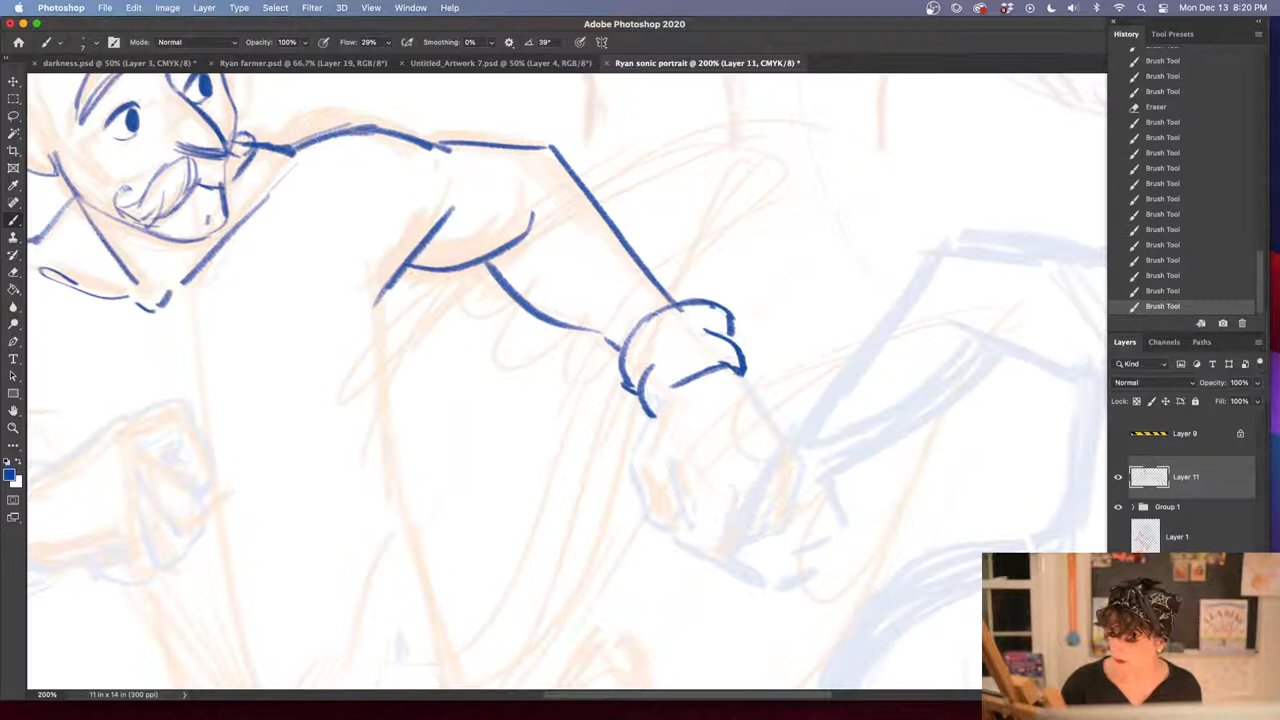 Photoshop File Edit Image Layer Type Select Filter 3D View Window Help Mon Dec 13 8:20 PM
Adobe Photoshop 2020
Mode: Normal Opacity: 100% Flow: 29% Smoothing: 0% 39°
darkness.psd @ 50% (Layer 3, CMYK/8) * Ryan farmer.psd @ 66.7% (Layer 19, RGB/8*) Untitled_Artwork 7.psd @ 50% (Layer 4, RGB/8*) Ryan sonic portrait @ 200% (Layer 11, CMYK/8) *
History Tool Presets
Brush Tool
Brush Tool
Brush Tool
Eraser
Brush Tool
Brush Tool
Brush Tool
Brush Tool
Brush Tool
Brush Tool
Brush Tool
Brush Tool
Brush Tool
Brush Tool
Brush Tool
Brush Tool
Brush Tool
Layers Channels Paths
Kind
Normal Opacity: 100%
Lock: Fill: 100%
Layer 9
Layer 11
Group 1
Layer 1
200% 11 in x 14 in (300 ppi)